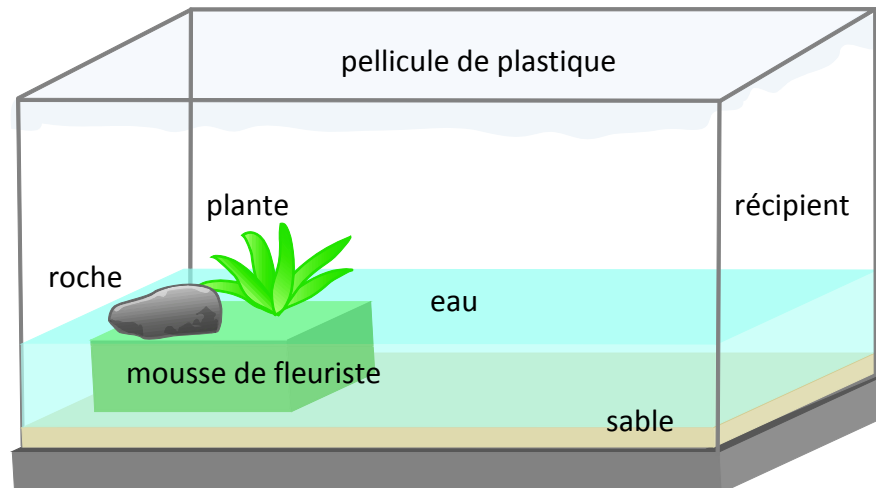 pellicule de plastique
plante
récipient
roche
eau
mousse de fleuriste
sable